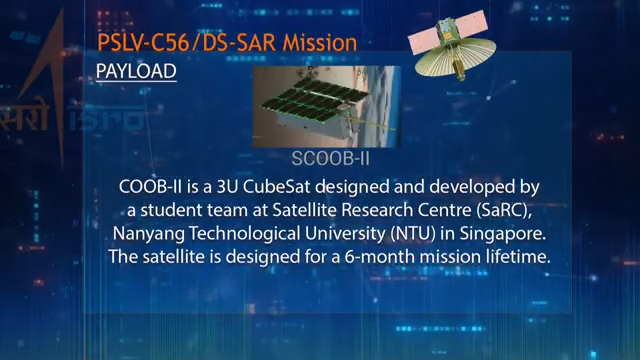 PSLV-C56/DS-SAR Mission
PAYLOAD
इसरो isro
SCOOB-II
COOB-II is a 3U CubeSat designed and developed by
a student team at Satellite Research Centre (SaRC),
Nanyang Technological University (NTU) in Singapore.
The satellite is designed for a 6-month mission lifetime.